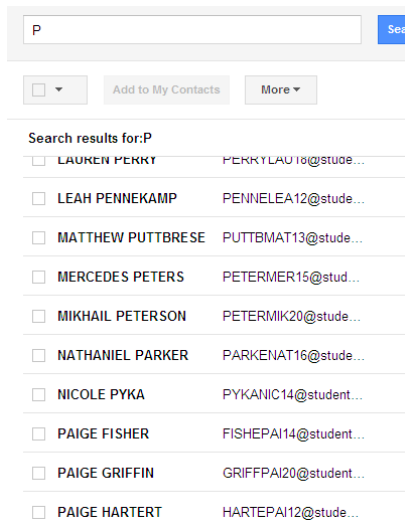 P
Sea
Add to My Contacts More
Search results for:P
LAUREN PERRY PERRYLAU18@stude...
LEAH PENNEKAMP PENNELEA12@stude...
MATTHEW PUTTBRESE PUTTBMAT13@stude...
MERCEDES PETERS PETERMER15@stud...
MIKHAIL PETERSON PETERMIK20@stude...
NATHANIEL PARKER PARKENAT16@stude...
NICOLE PYKA PYKANIC14@student...
PAIGE FISHER FISHEPAI14@student...
PAIGE GRIFFIN GRIFFPAI20@student...
PAIGE HARTERT HARTEPAI12@stude...